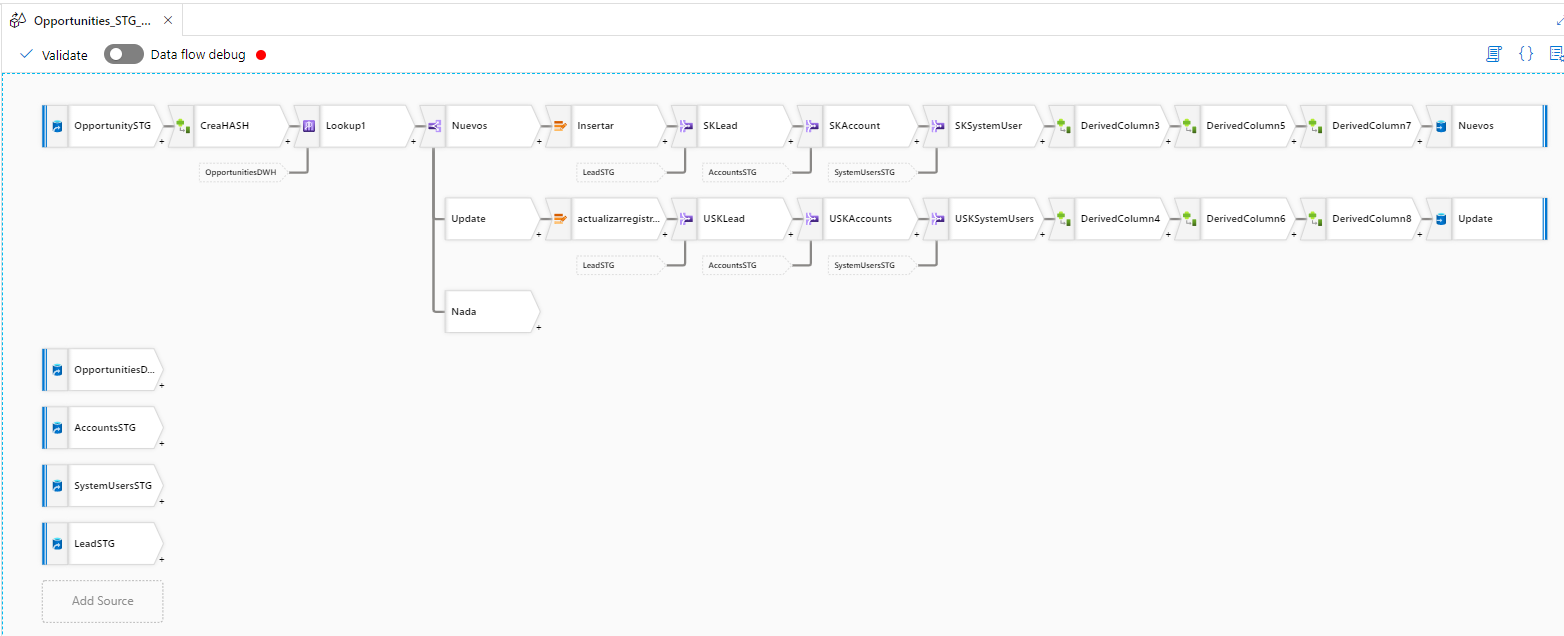 Opportunities_STG_...
Validate
Data flow debug
{}
OpportunitySTG
CreaHASH
Lookup1
Nuevos
Insertar
SKLead
SKAccount
SKSystemUser
DerivedColumn3
DerivedColumn5
DerivedColumn7
Nuevos
OpportunitiesDWH
LeadSTG
AccountsSTG
SystemUsersSTG
Update
actualizarregistr...
USKLead
USKAccounts
USKSystemUsers
DerivedColumn4
DerivedColumn6
DerivedColumn8
Update
LeadSTG
AccountsSTG
SystemUsersSTG
Nada
OpportunitiesD...
AccountsSTG
SystemUsersSTG
LeadSTG
Add Source